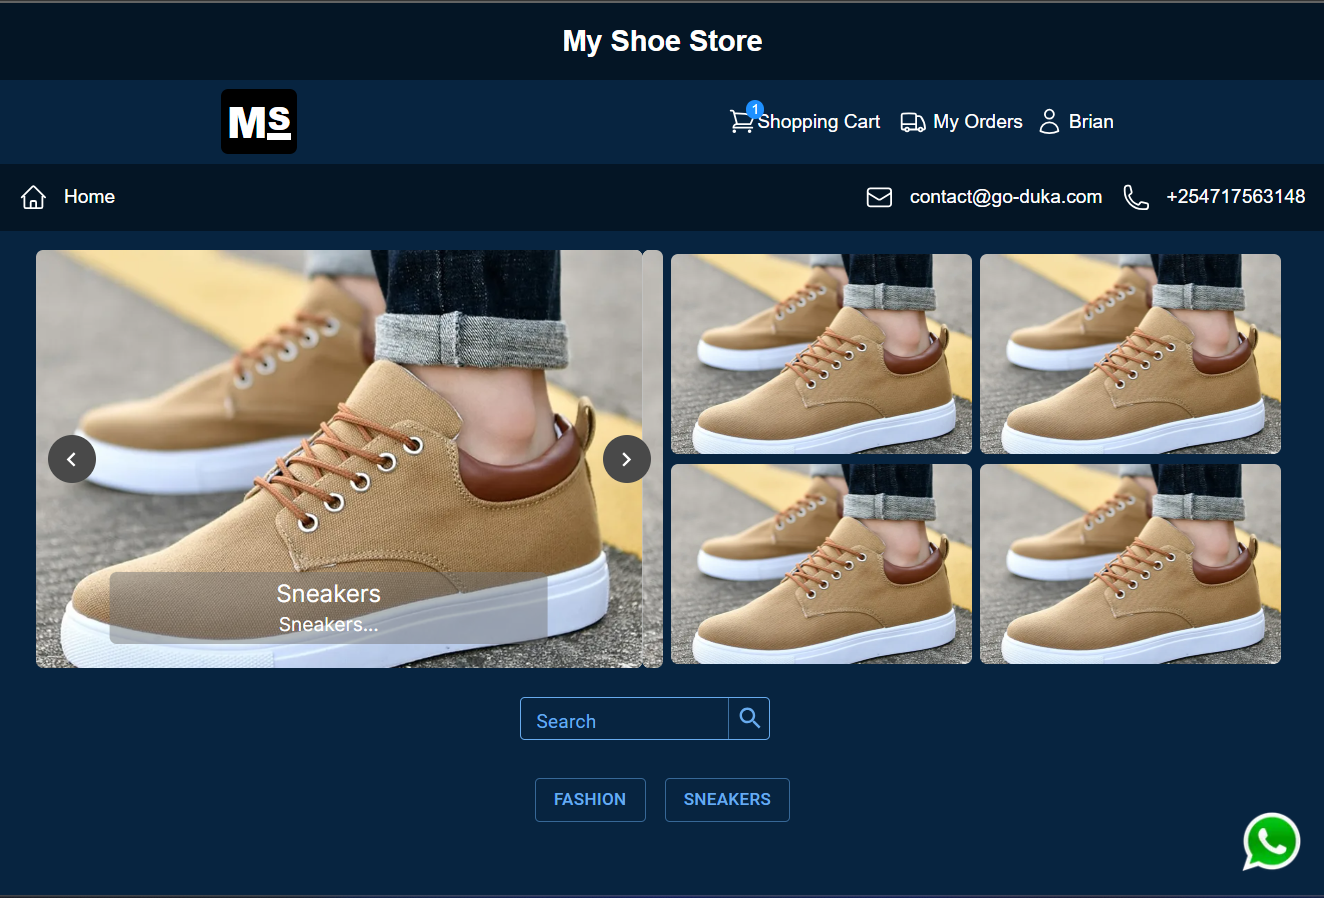 My Shoe Store
Ms
1
Shopping Cart
My Orders
Brian
Home
contact@go-duka.com
+254717563148
Sneakers
Sneakers...
Search
FASHION
SNEAKERS